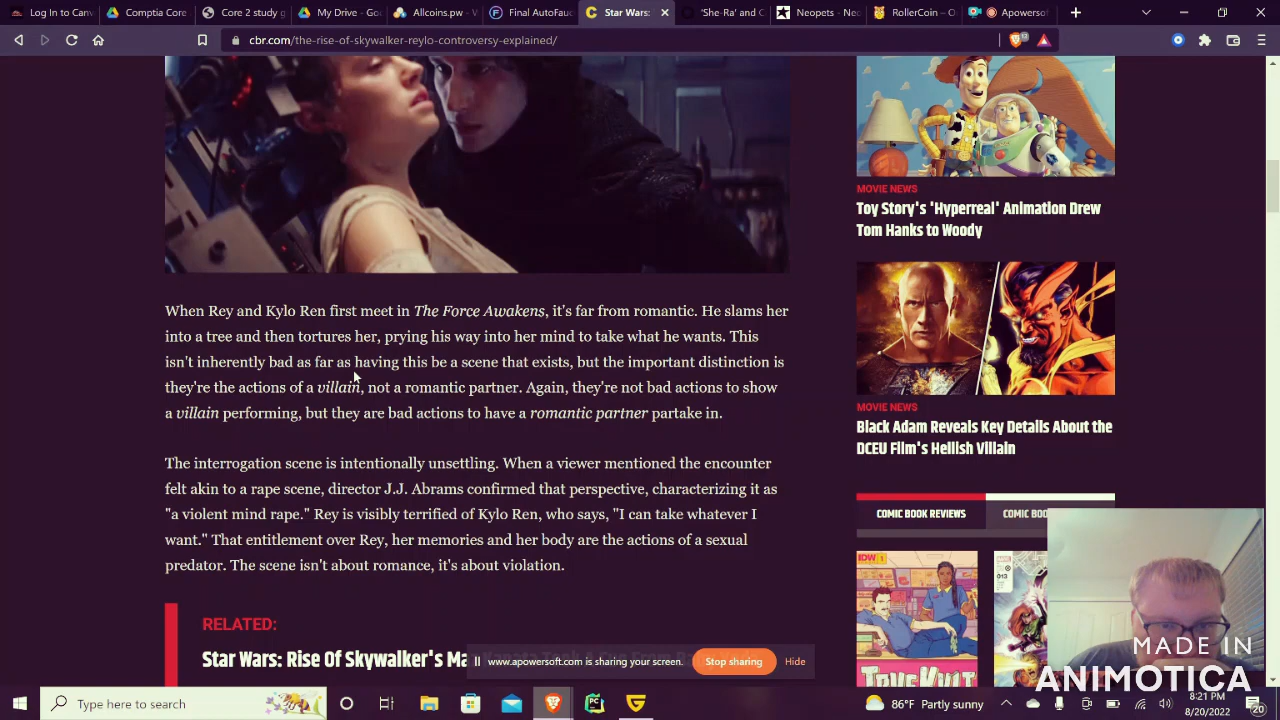 Log In to Canv
Comptia Core
Core 2 study g
My Drive - Goo
Allcoins.pw - V
Final AutoFauc
Star Wars:
'She-Ra' and C
Neopets - Neo
RollerCoin - O
Apowersof
cbr.com/the-rise-of-skywalker-reylo-controversy-explained/
When Rey and Kylo Ren first meet in The Force Awakens, it's far from romantic. He slams her
into a tree and then tortures her, prying his way into her mind to take what he wants. This
isn't inherently bad as far as having this be a scene that exists, but the important distinction is
they're the actions of a villain, not a romantic partner. Again, they're not bad actions to show
a villain performing, but they are bad actions to have a romantic partner partake in.
The interrogation scene is intentionally unsettling. When a viewer mentioned the encounter
felt akin to a rape scene, director J.J. Abrams confirmed that perspective, characterizing it as
"a violent mind rape." Rey is visibly terrified of Kylo Ren, who says, "I can take whatever I
want." That entitlement over Rey, her memories and her body are the actions of a sexual
predator. The scene isn't about romance, it's about violation.
RELATED:
Star Wars: Rise Of Skywalker's Ma
MOVIE NEWS
Toy Story's 'Hyperreal' Animation Drew
Tom Hanks to Woody
MOVIE NEWS
Black Adam Reveals Key Details About the
DCEU Film's Hellish Villain
COMIC BOOK REVIEWS
COMIC BOO
IDW 1
www.apowersoft.com is sharing your screen.
Stop sharing
Hide
MADE IN
ANIMOTICA
Type here to search
86°F Partly sunny
8:21 PM
8/20/2022
20